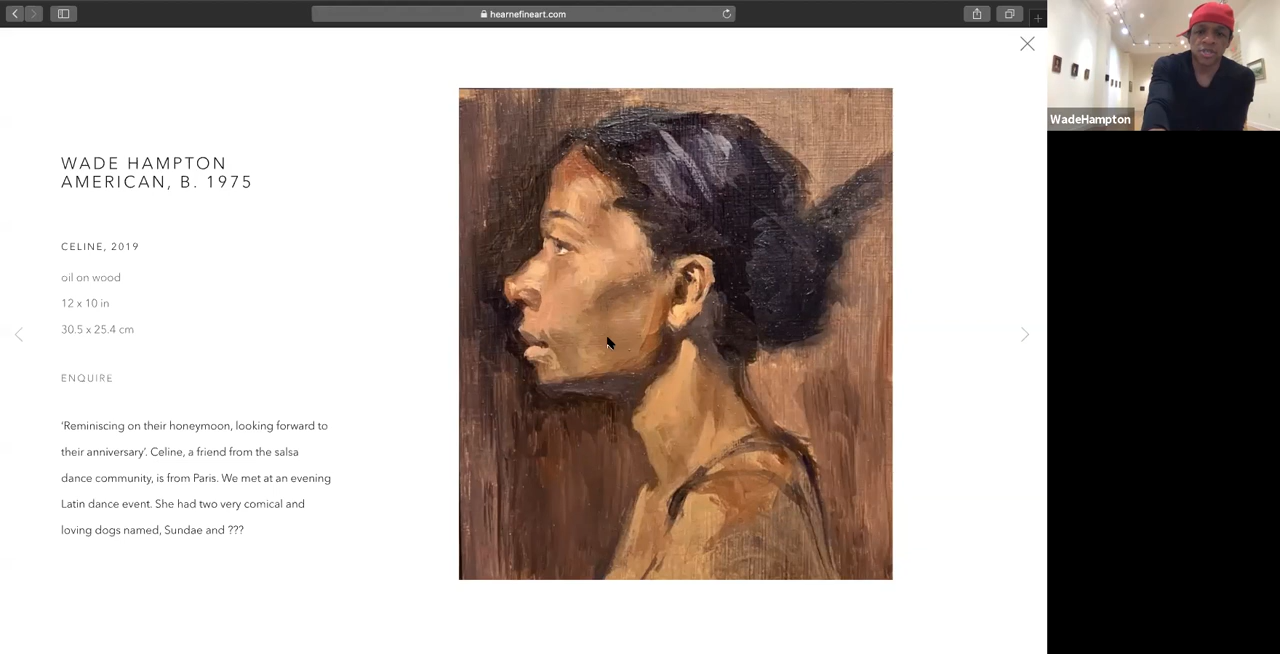 hearnefineart.com
WadeHampton
WADE HAMPTON
AMERICAN, B. 1975
CELINE, 2019
oil on wood
12 x 10 in
30.5 x 25.4 cm
ENQUIRE
‘Reminiscing on their honeymoon, looking forward to
their anniversary’. Celine, a friend from the salsa
dance community, is from Paris. We met at an evening
Latin dance event. She had two very comical and
loving dogs named, Sundae and ???